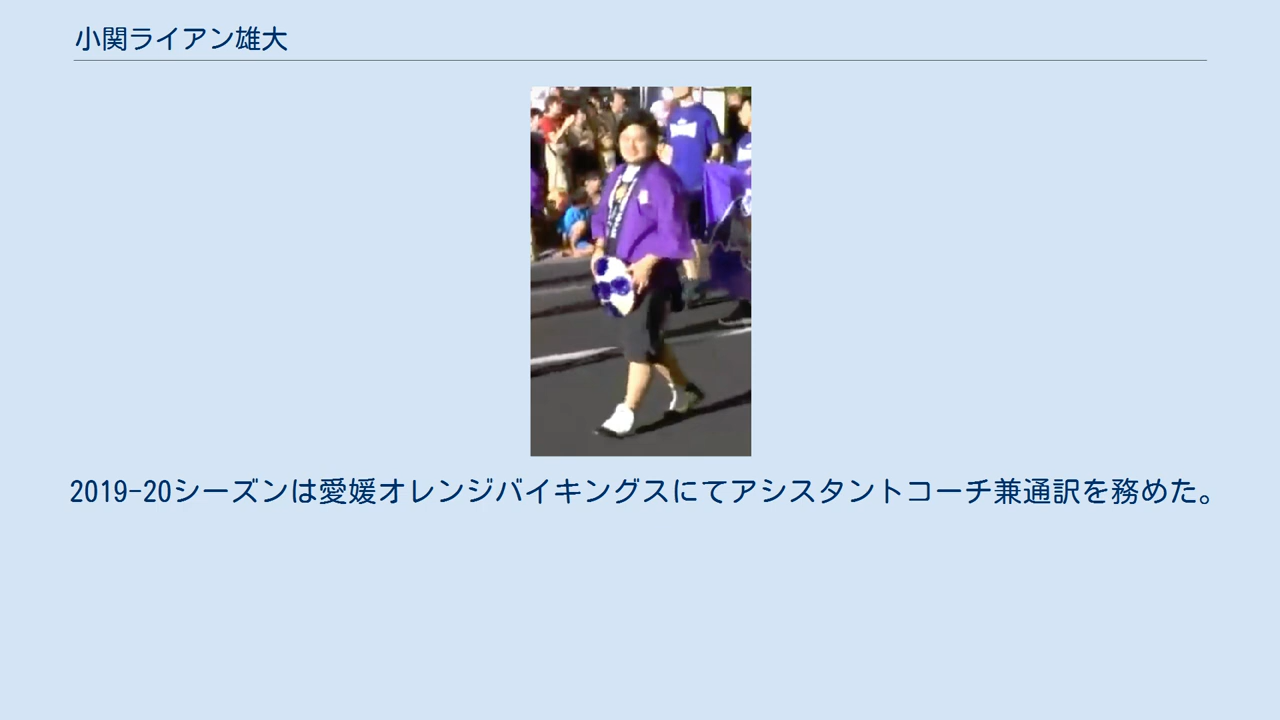 小関ライアン雄大
2019-20シーズンは愛媛オレンジバイキングスにてアシスタントコーチ兼通訳を務めた。